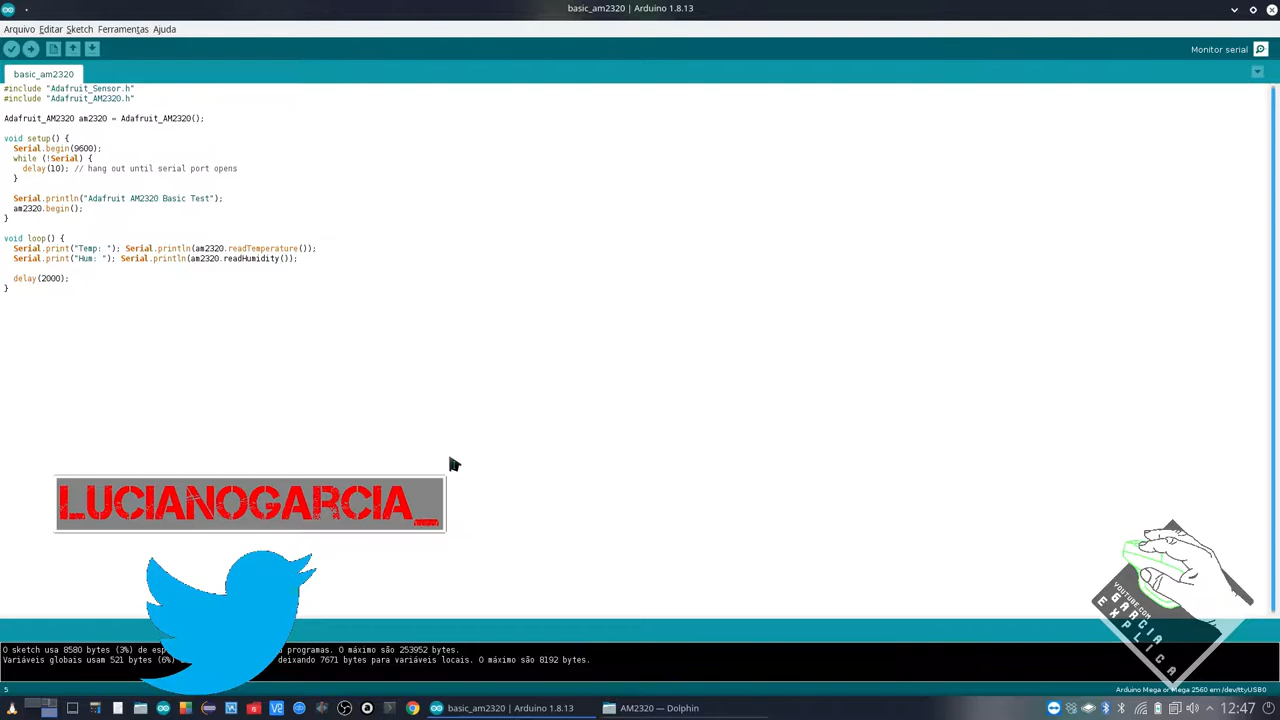 basic_am2320 | Arduino 1.8.13
Arquivo Editar Sketch Ferramentas Ajuda
Monitor serial
basic_am2320
#include "Adafruit_Sensor.h"
#include "Adafruit_AM2320.h"
Adafruit_AM2320 am2320 = Adafruit_AM2320();
void setup() {
Serial.begin(9600);
while (!Serial) {
delay(10); // hang out until serial port opens
}
Serial.println("Adafruit AM2320 Basic Test");
am2320.begin();
}
void loop() {
Serial.print("Temp: "); Serial.println(am2320.readTemperature());
Serial.print("Hum: "); Serial.println(am2320.readHumidity());
delay(2000);
}
LUCIANOGARCIA_
YOUTUBE.COM
GARCIA
EXPLICA
O sketch usa 8580 bytes (3%) de programas. O máximo são 253952 bytes.
Variáveis globais usam 521 bytes (6%) deixando 7671 bytes para variáveis locais. O máximo são 8192 bytes.
5
Arduino Mega or Mega 2560 em /dev/ttyUSB0
basic_am2320 | Arduino 1.8.13
AM2320 — Dolphin
12:47